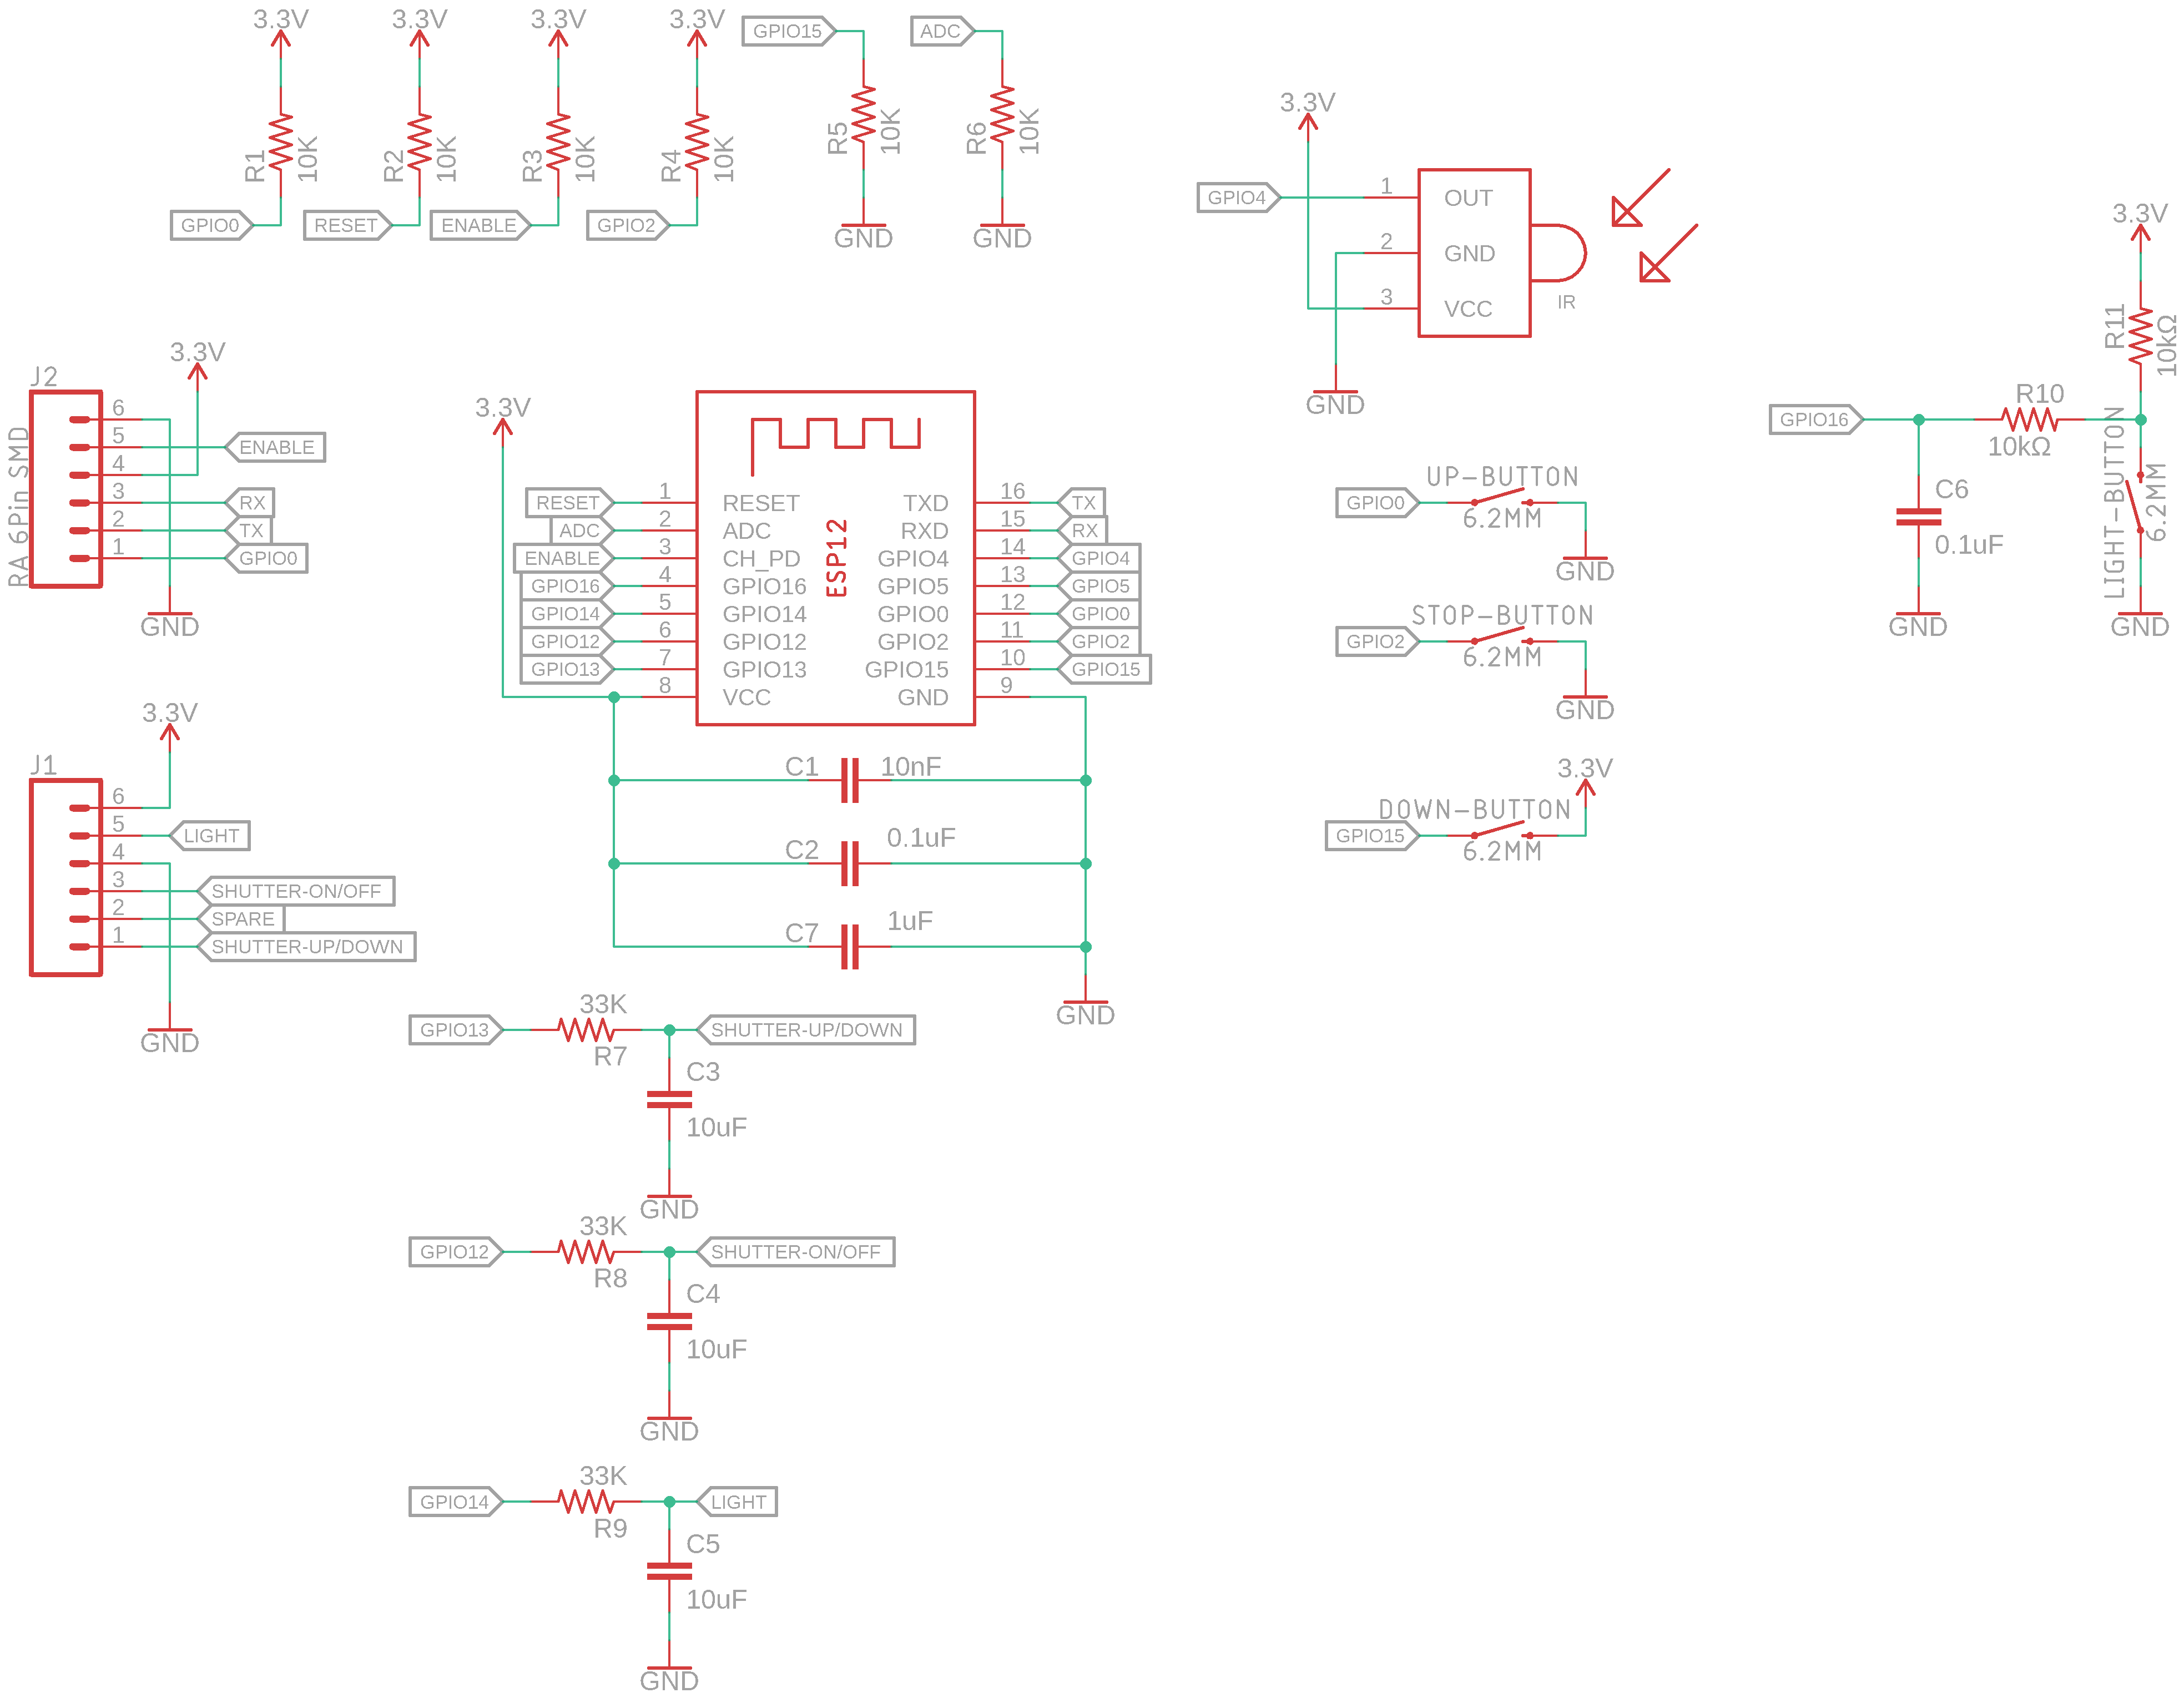 3.3V
R1
10K
GPIO0
3.3V
R2
10K
RESET
3.3V
R3
10K
ENABLE
3.3V
R4
10K
GPIO2
GPIO15
R5
10K
GND
ADC
R6
10K
GND
3.3V
GPIO4
1
OUT
2
GND
3
VCC
IR
GND
3.3V
R11
10kΩ
GPIO16
R10
10kΩ
C6
0.1uF
GND
LIGHT-BUTTON
6.2MM
GND
J2
RA 6Pin SMD
3.3V
6
5
ENABLE
4
3
RX
2
TX
1
GPIO0
GND
3.3V
ESP12
RESET
1
RESET
ADC
2
ADC
ENABLE
3
CH_PD
GPIO16
4
GPIO16
GPIO14
5
GPIO14
GPIO12
6
GPIO12
GPIO13
7
GPIO13
8
VCC
TXD
16
TX
RXD
15
RX
GPIO4
14
GPIO4
GPIO5
13
GPIO5
GPIO0
12
GPIO0
GPIO2
11
GPIO2
GPIO15
10
GPIO15
GND
9
C1
10nF
C2
0.1uF
C7
1uF
GND
UP-BUTTON
GPIO0
6.2MM
GND
STOP-BUTTON
GPIO2
6.2MM
GND
3.3V
DOWN-BUTTON
GPIO15
6.2MM
J1
3.3V
6
5
LIGHT
4
3
SHUTTER-ON/OFF
2
SPARE
1
SHUTTER-UP/DOWN
GND
GPIO13
33K
R7
SHUTTER-UP/DOWN
C3
10uF
GND
GPIO12
33K
R8
SHUTTER-ON/OFF
C4
10uF
GND
GPIO14
33K
R9
LIGHT
C5
10uF
GND